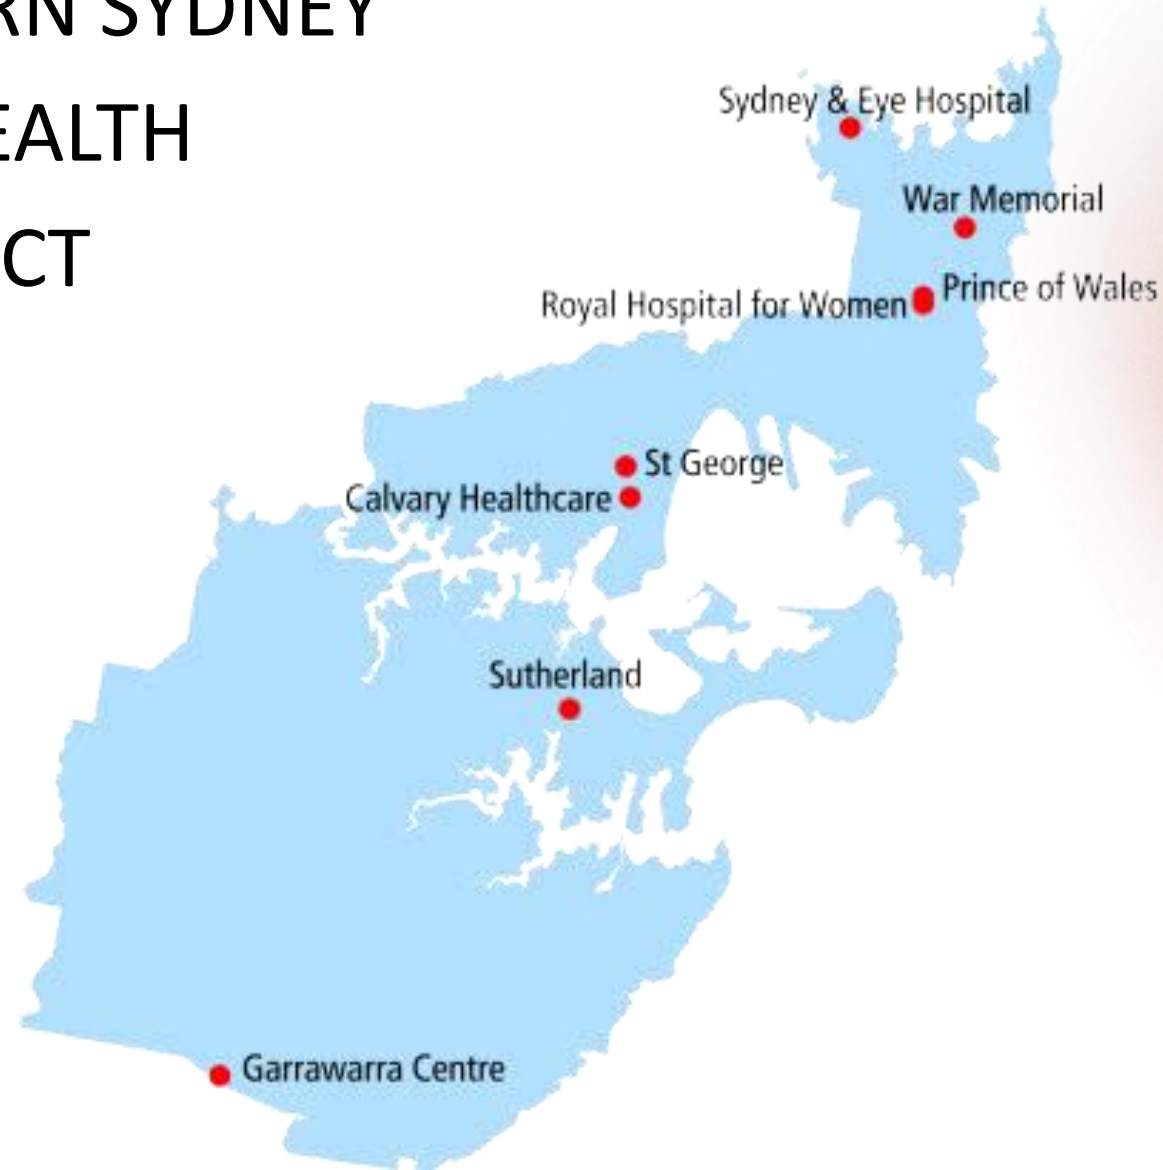 RN SYDNEY
EALTH
CT
Sydney & Eye Hospital
War Memorial
Prince of Wales
Royal Hospital for Women
St George
Calvary Healthcare
Sutherland
Garrawarra Centre